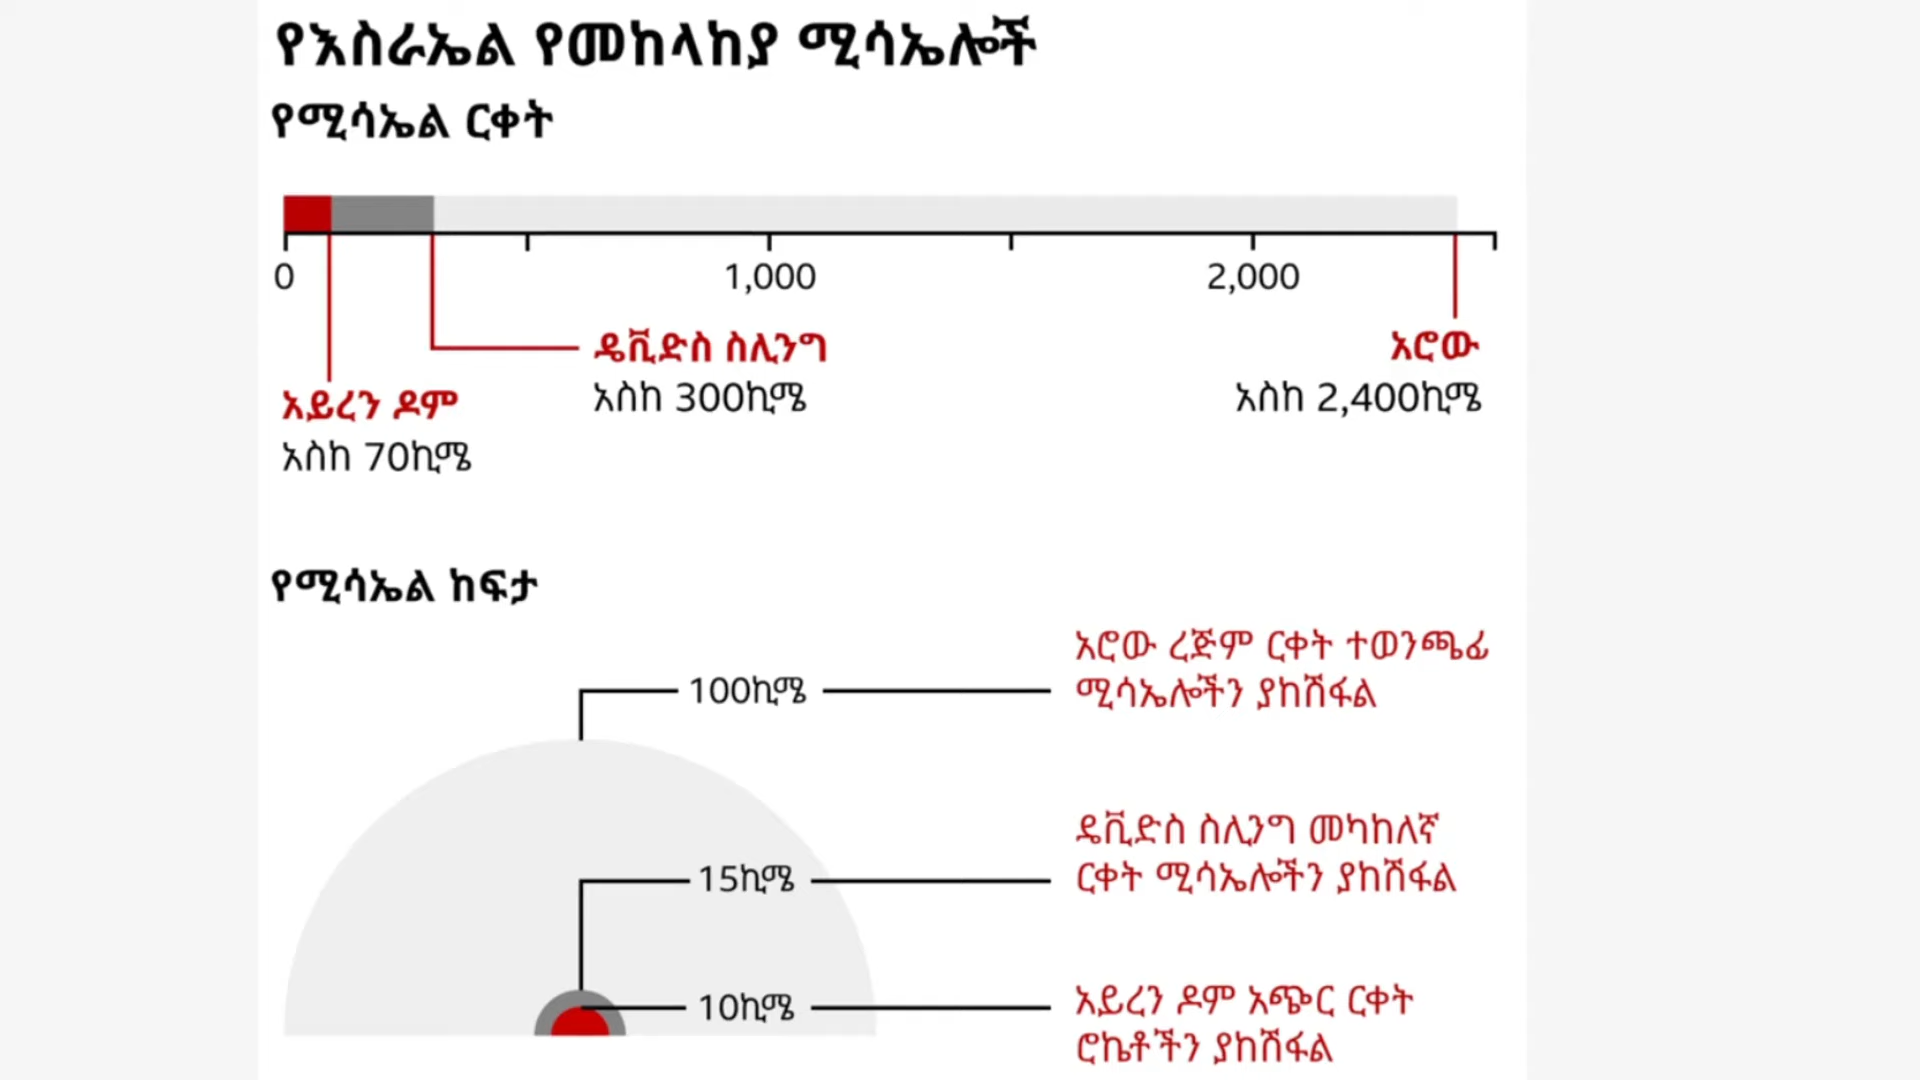 የእስራኤል የመከላከያ ሚሳኤሎች
የሚሳኤል ርቀት
0
1,000
2,000
ዴቪድስ ስሊንግ
አስከ 300ኪሜ
አሮው
አስከ 2,400ኪሜ
አይረን ዶም
አስከ 70ኪሜ
የሚሳኤል ከፍታ
100ኪሜ
አሮው ረጅም ርቀት ተወንጫፊ
ሚሳኤሎችን ያከሽፋል
15ኪሜ
ዴቪድስ ስሊንግ መካከለኛ
ርቀት ሚሳኤሎችን ያከሽፋል
10ኪሜ
አይረን ዶም አጭር ርቀት
ሮኬቶችን ያከሽፋል